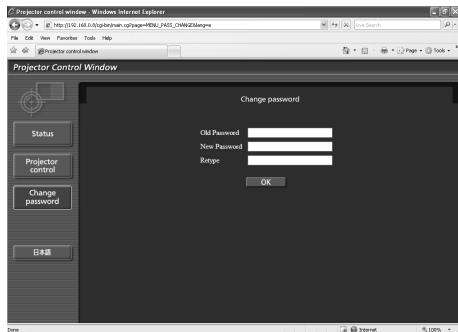 Projector control window - Windows Internet Explorer
http://192.168.0.8/cgi-bin/main.cgi?page=MENU_PASS_CHANGE&lang=e
Live Search
File Edit View Favorites Tools Help
Projector control window
Page Tools
Projector Control Window
Change password
Status
Projector
control
Change
password
日本語
Old Password
New Password
Retype
OK
Done
Internet
100%